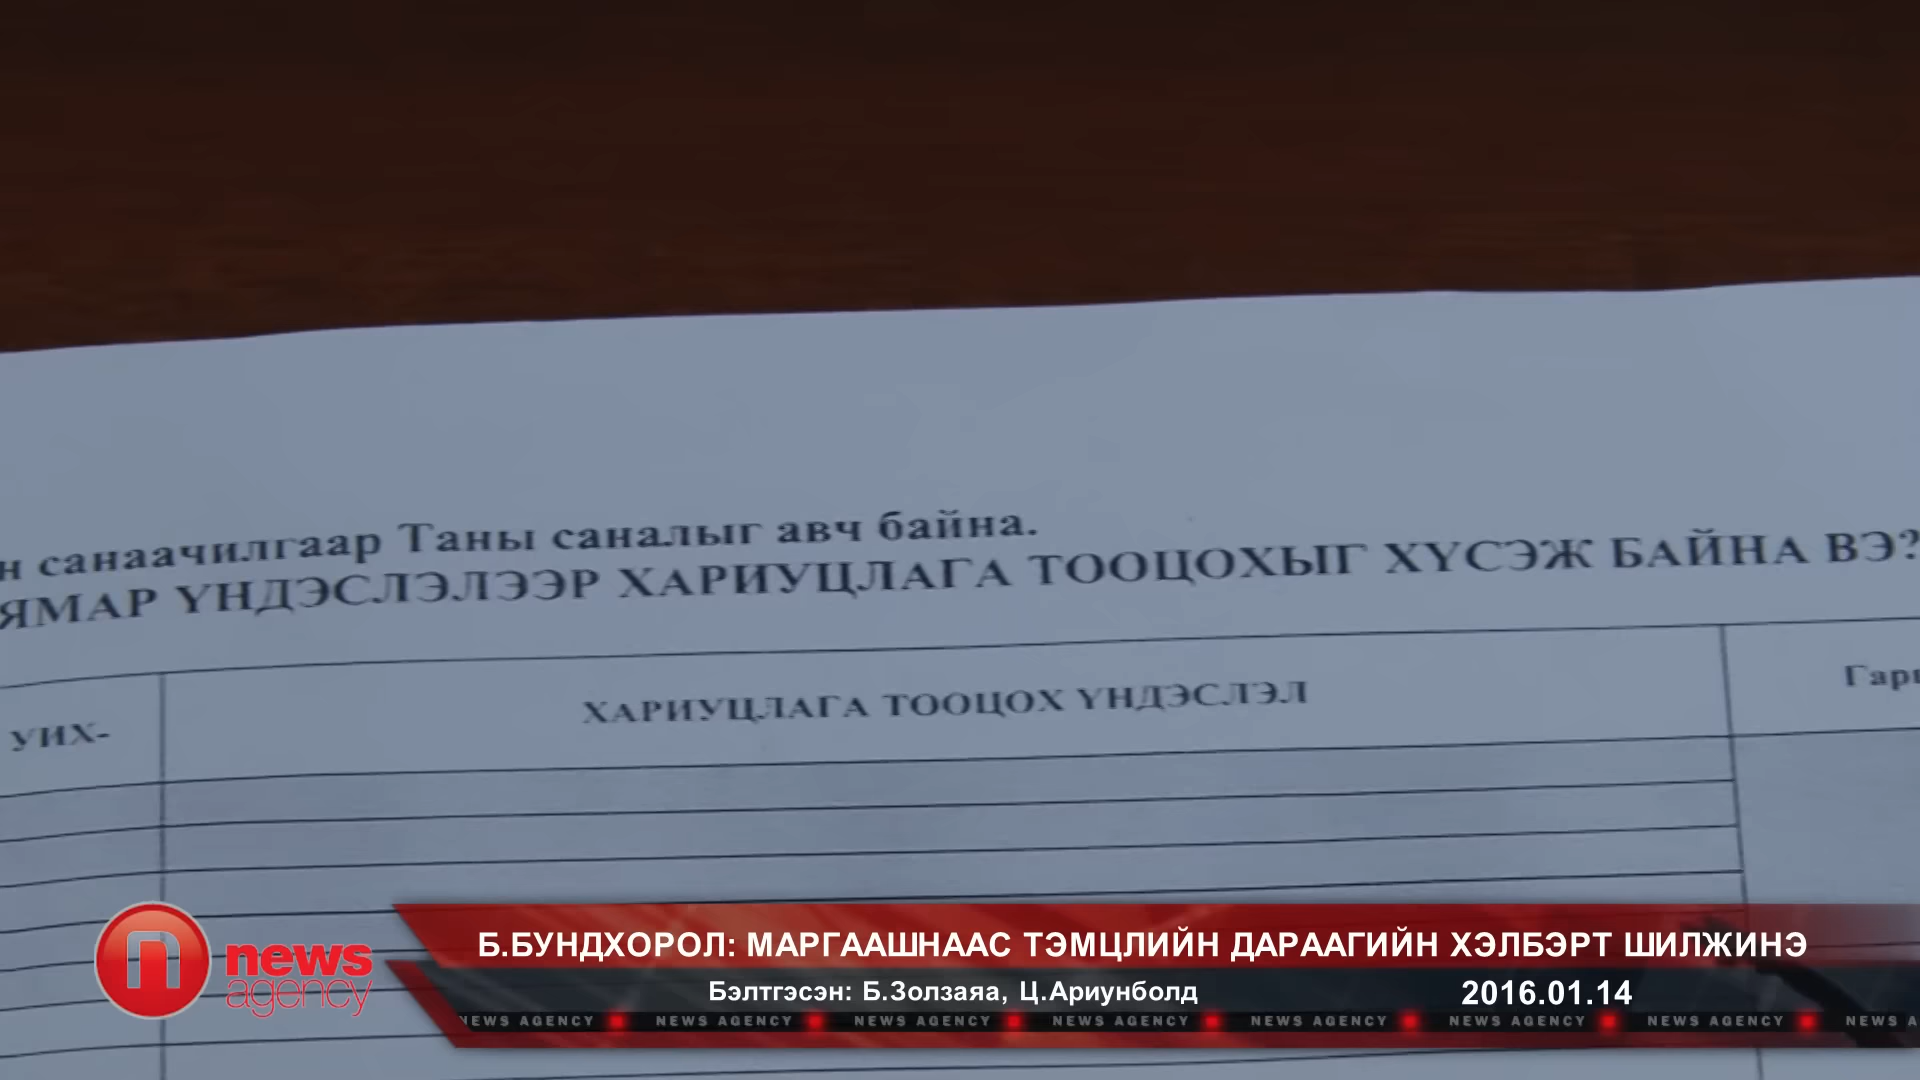 н санаачилгаар Таны саналыг авч байна.
ЯМАР ҮНДЭСЛЭЛЭЭР ХАРИУЦЛАГА ТООЦОХЫГ ХҮСЭЖ БАЙНА ВЭ?
УИХ-
ХАРИУЦЛАГА ТООЦОХ ҮНДЭСЛЭЛ
n news
agency
Б.БУНДХОРОЛ: МАРГААШНААС ТЭМЦЛИЙН ДАРААГИЙН ХЭЛБЭРТ ШИЛЖИНЭ
Бэлтгэсэн: Б.Золзаяа, Ц.Ариунболд
2016.01.14
NEWS AGENCY NEWS AGENCY NEWS AGENCY NEWS AGENCY NEWS AGENCY NEWS AGENCY NEWS AGENCY NEWS A